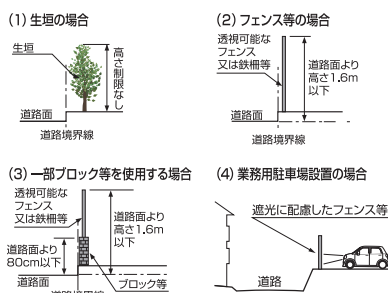 (1) 生垣の場合
生垣
高さ制限なし
道路面
道路境界線
(2) フェンス等の場合
透視可能な
フェンス
又は鉄柵等
道路面より
高さ1.6m
以下
道路面
道路境界線
(3) 一部ブロック等を使用する場合
透視可能な
フェンス
又は鉄柵等
道路面より
高さ1.6m
以下
道路面より
80cm以下
道路面
ブロック等
道路境界線
(4) 業務用駐車場設置の場合
遮光に配慮したフェンス等
道路